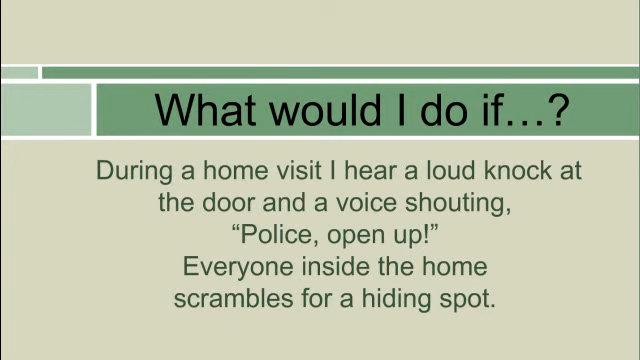 What would I do if…?
During a home visit I hear a loud knock at
the door and a voice shouting,
“Police, open up!”
Everyone inside the home
scrambles for a hiding spot.